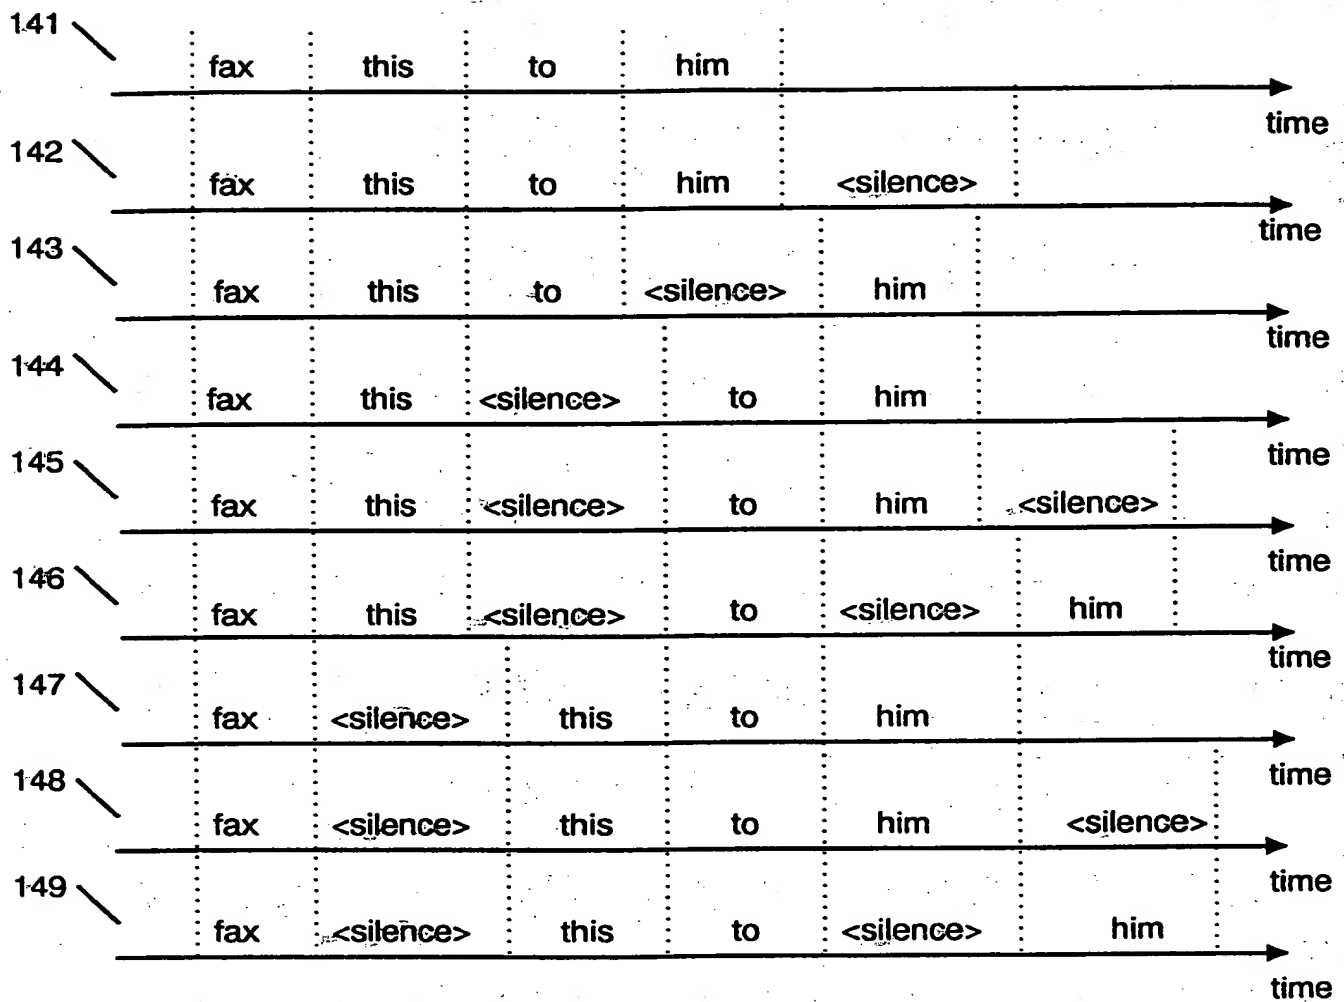 141
fax this to him
time
142
fax this to him <silence>
time
143
fax this to <silence> him
time
144
fax this <silence> to him
time
145
fax this <silence> to him <silence>
time
146
fax this <silence> to <silence> him
time
147
fax <silence> this to him
time
148
fax <silence> this to him <silence>
time
149
fax <silence> this to <silence> him
time